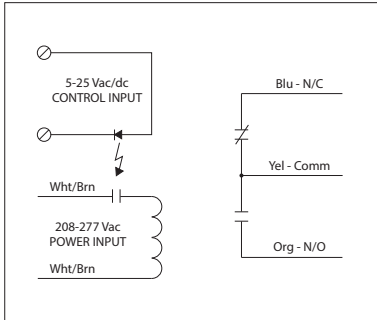 5-25 Vac/dc
CONTROL INPUT
Blu - N/C
Yel - Comm
Wht/Brn
208-277 Vac
POWER INPUT
Org - N/O
Wht/Brn